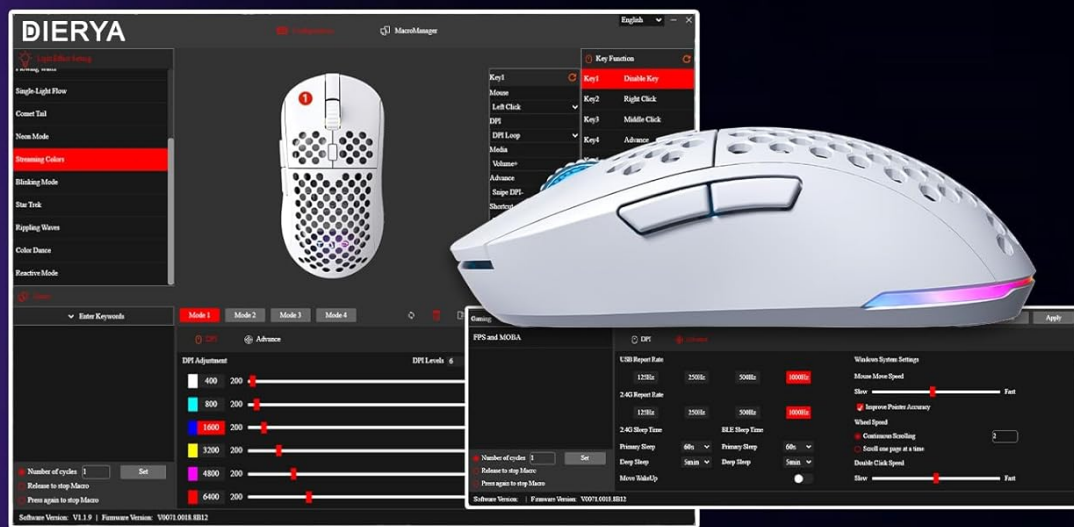 DIERYA
MacroManager
English
Single-Light Flow
Comet Tail
Neon Mode
Streaming Colors
Blinking Mode
Star Trek
Rippling Waves
Color Dance
Reactive Mode
1
Key1
Mouse
Left Click
DPI
DPI Loop
Media
Volume+
Advance
Snipe DPI-
Key Function
Key1 Disable Key
Key2 Right Click
Key3 Middle Click
Key4 Advance
Enter Keywords
Mode 1 Mode 2 Mode 3 Mode 4
DPI Advance
DPI Adjustment DPI Levels 6
400 200
800 200
1600 200
3200 200
4800 200
6400 200
Number of cycles 1 Set
Release to stop Macro
Press again to stop Macro
Software Version: V1.1.9 | Firmware Version: V0071.0018.8B12
Gaming
Apply
FPS and MOBA
DPI
USB Report Rate
125Hz 250Hz 500Hz 1000Hz
2.4G Report Rate
125Hz 250Hz 500Hz 1000Hz
2.4G Sleep Time BLE Sleep Time
Primary Sleep 60s Primary Sleep 60s
Deep Sleep 5min Deep Sleep 5min
Move WakeUp
Windows System Settings
Mouse Move Speed
Slow Fast
Improve Pointer Accuracy
Wheel Speed
Continuous Scrolling 2
Scroll one page at a time
Double Click Speed
Slow Fast
Number of cycles 1 Set
Release to stop Macro
Press again to stop Macro
Software Version: | Firmware Version: V0071.0018.8B12